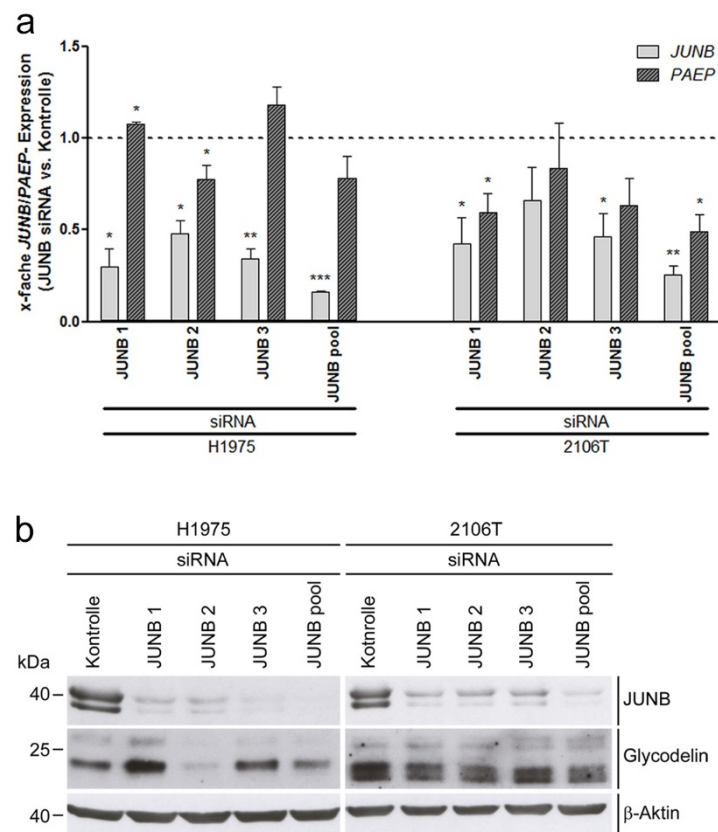 a
x-fache JUNB/PAEP- Expression
(JUNB siRNA vs. Kontrolle)
1.5
1.0
0.5
0.0
JUNB
PAEP
* * * * ** ***
* * * ** *
JUNB 1 JUNB 2 JUNB 3 JUNB pool JUNB 1 JUNB 2 JUNB 3 JUNB pool
siRNA siRNA
H1975 2106T
b
H1975 2106T
siRNA siRNA
Kontrolle JUNB 1 JUNB 2 JUNB 3 JUNB pool Kotnrolle JUNB 1 JUNB 2 JUNB 3 JUNB pool
kDa
40 JUNB
25
Glycodelin
40 β-Aktin